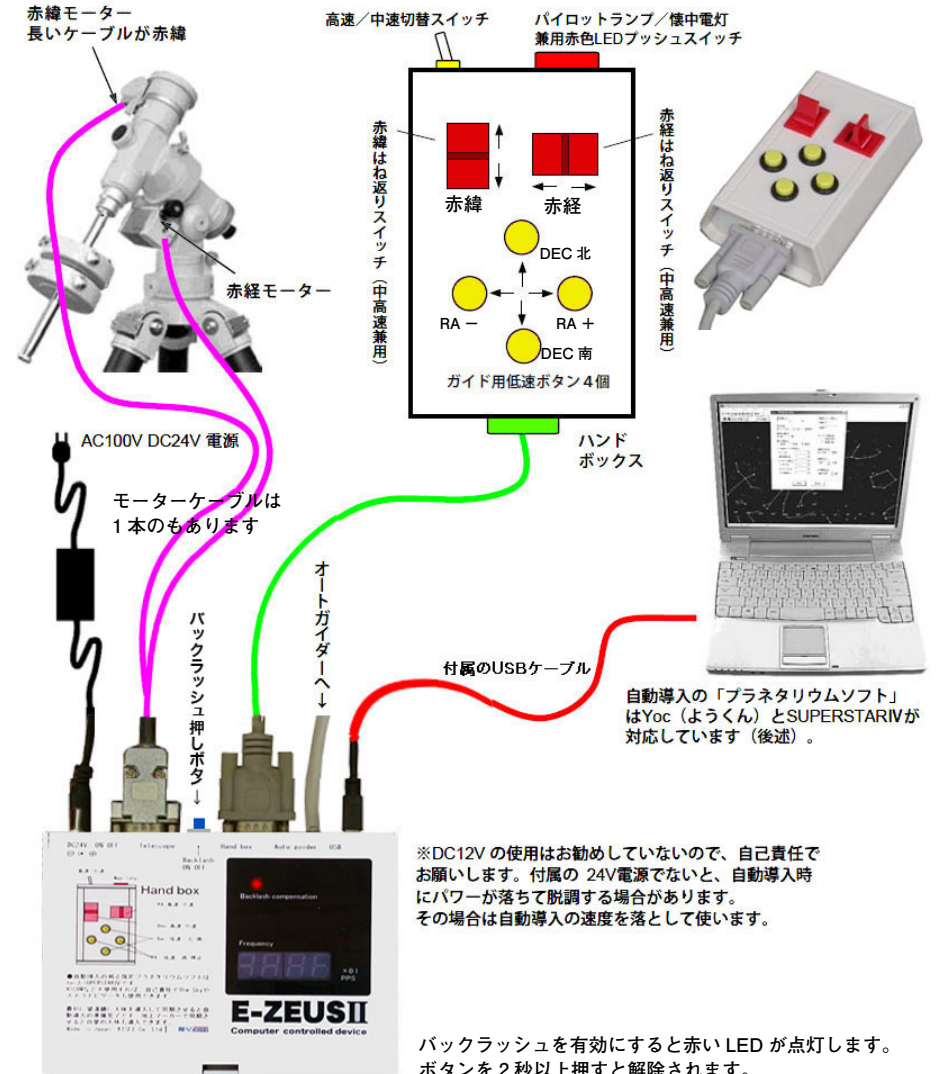 赤緯モーター
長いケーブルが赤緯
高速／中速切替スイッチ
パイロットランプ／懐中電灯
兼用赤色LEDプッシュスイッチ
赤緯はね返りスイッチ（中高速兼用）
赤経はね返りスイッチ（中高速兼用）
赤緯
赤経
DEC 北
RA －
RA ＋
DEC 南
ガイド用低速ボタン４個
赤経モーター
ハンド
ボックス
AC100V DC24V 電源
モーターケーブルは
１本のもあります
オートガイダーへ→
バックラッシュ押しボタン→
付属のUSBケーブル
自動導入の「プラネタリウムソフト」
はYoc（ようくん）とSUPERSTARⅣが
対応しています（後述）。
※DC12V の使用はお勧めしていないので、自己責任で
お願いします。付属の 24V電源でないと、自動導入時
にパワーが落ちて脱調する場合があります。
その場合は自動導入の速度を落として使います。
DC24V ON OFF
Telescope
Backlash
ON OFF
Hand box
Auto guider
USB
Hand box
Backlash compensation
Frequency
×0.1
PPS
E-ZEUSⅡ
Computer controlled device
バックラッシュを有効にすると赤い LED が点灯します。
ボタンを２秒以上押すと解除されます。